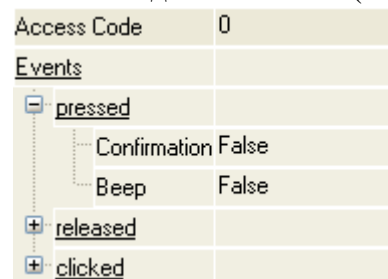 Access Code 0
Events
pressed
Confirmation False
Beep False
released
clicked